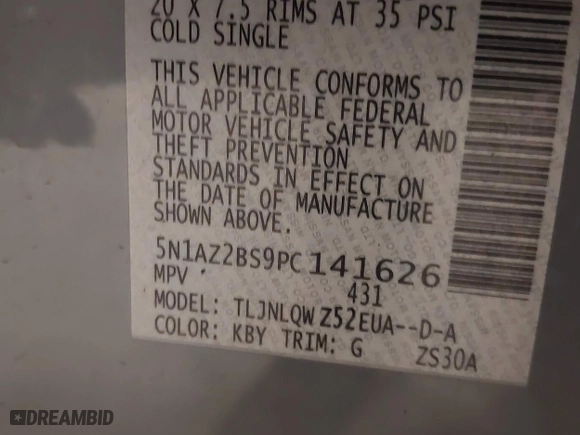 20 X 7.5 RIMS AT 35 PSI
COLD SINGLE
THIS VEHICLE CONFORMS TO
ALL APPLICABLE FEDERAL
MOTOR VEHICLE SAFETY AND
THEFT PREVENTION
STANDARDS IN EFFECT ON
THE DATE OF MANUFACTURE
SHOWN ABOVE.
5N1AZ2BS9PC141626
MPV 431
MODEL: TLJNLQWZ52EUA--D-A
COLOR: KBY TRIM: G ZS30A
DREAMBID